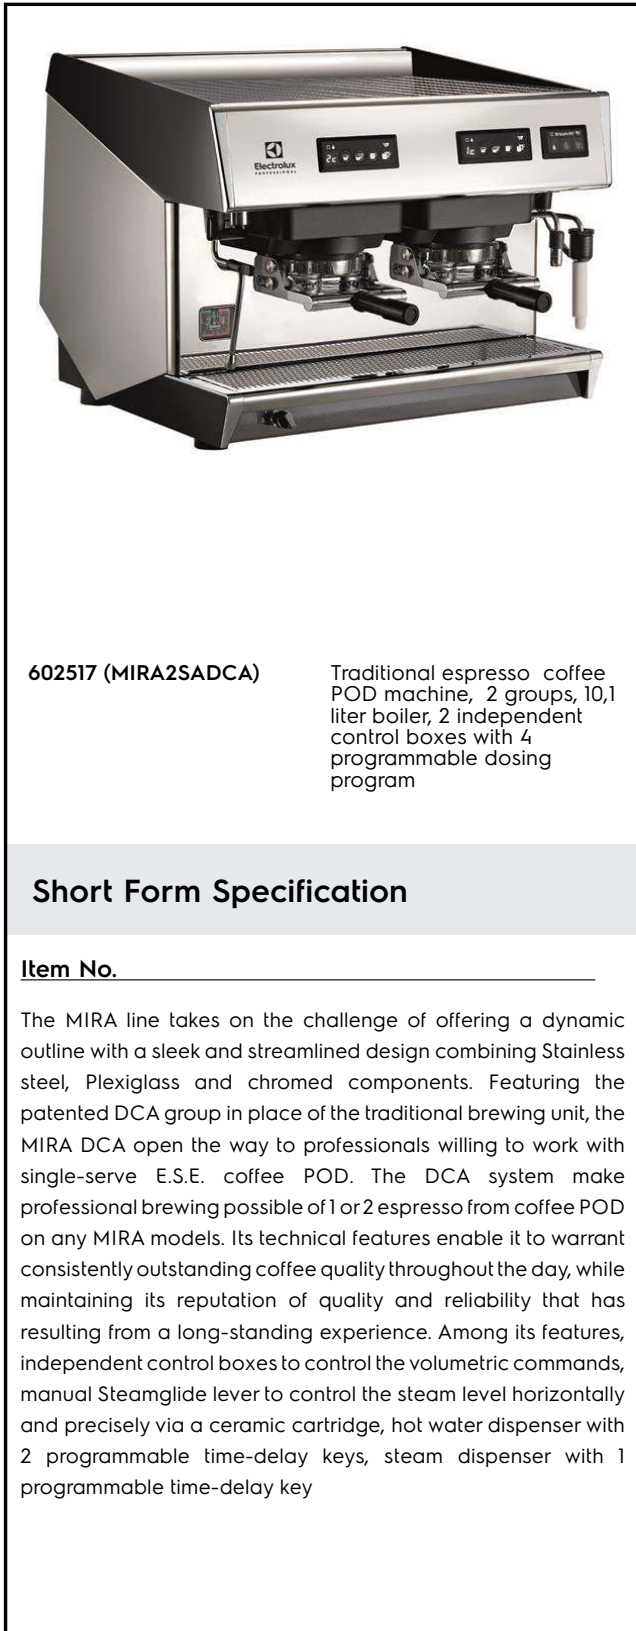 Electrolux
PROFESSIONAL
2c
1c
602517 (MIRA2SADCA)
Traditional espresso coffee
POD machine, 2 groups, 10,1
liter boiler, 2 independent
control boxes with 4
programmable dosing
program
Short Form Specification
Item No.
The MIRA line takes on the challenge of offering a dynamic
outline with a sleek and streamlined design combining Stainless
steel, Plexiglass and chromed components. Featuring the
patented DCA group in place of the traditional brewing unit, the
MIRA DCA open the way to professionals willing to work with
single-serve E.S.E. coffee POD. The DCA system make
professional brewing possible of 1 or 2 espresso from coffee POD
on any MIRA models. Its technical features enable it to warrant
consistently outstanding coffee quality throughout the day, while
maintaining its reputation of quality and reliability that has
resulting from a long-standing experience. Among its features,
independent control boxes to control the volumetric commands,
manual Steamglide lever to control the steam level horizontally
and precisely via a ceramic cartridge, hot water dispenser with
2 programmable time-delay keys, steam dispenser with 1
programmable time-delay key